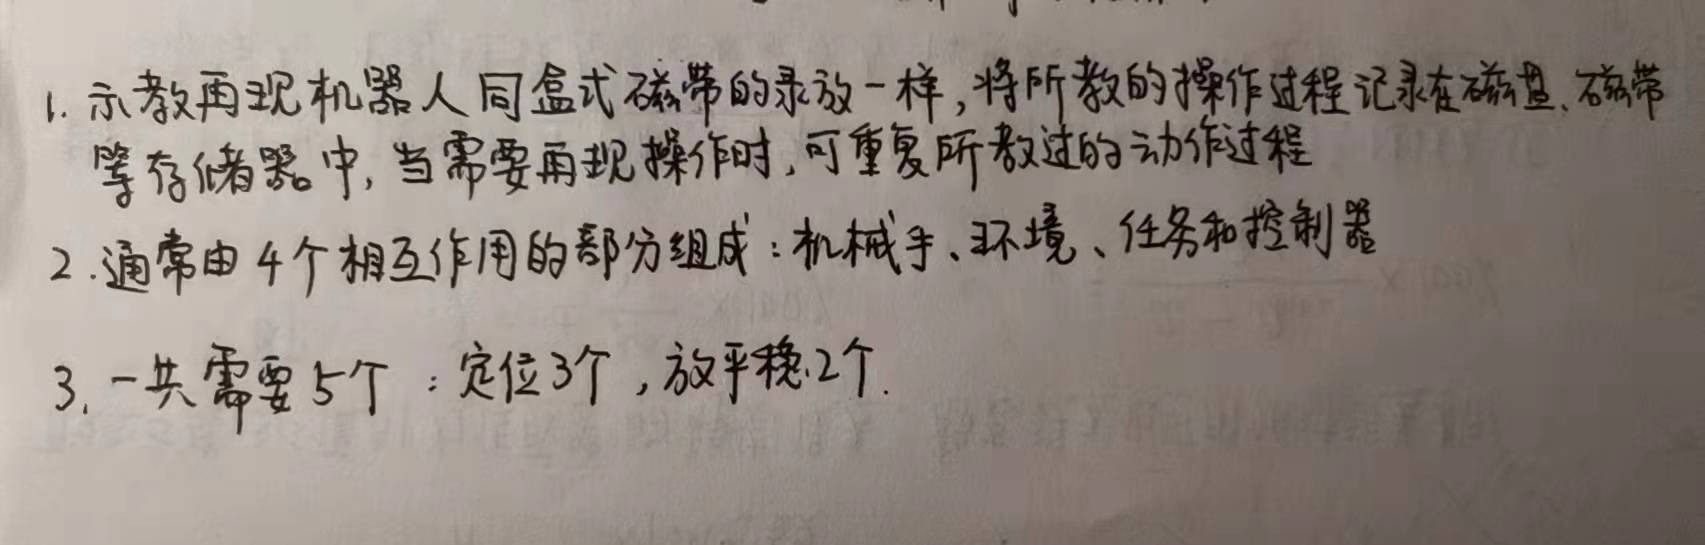 1. 示教再现机器人同盒式磁带的录放一样,将所教的操作过程记录在磁盘、磁带
等存储器中,当需要再现操作时,可重复所教过的动作过程
2.通常由4个相互作用的部分组成:机械手、环境、任务和控制器
3. 一共需要5个:定位3个,放平稳2个.